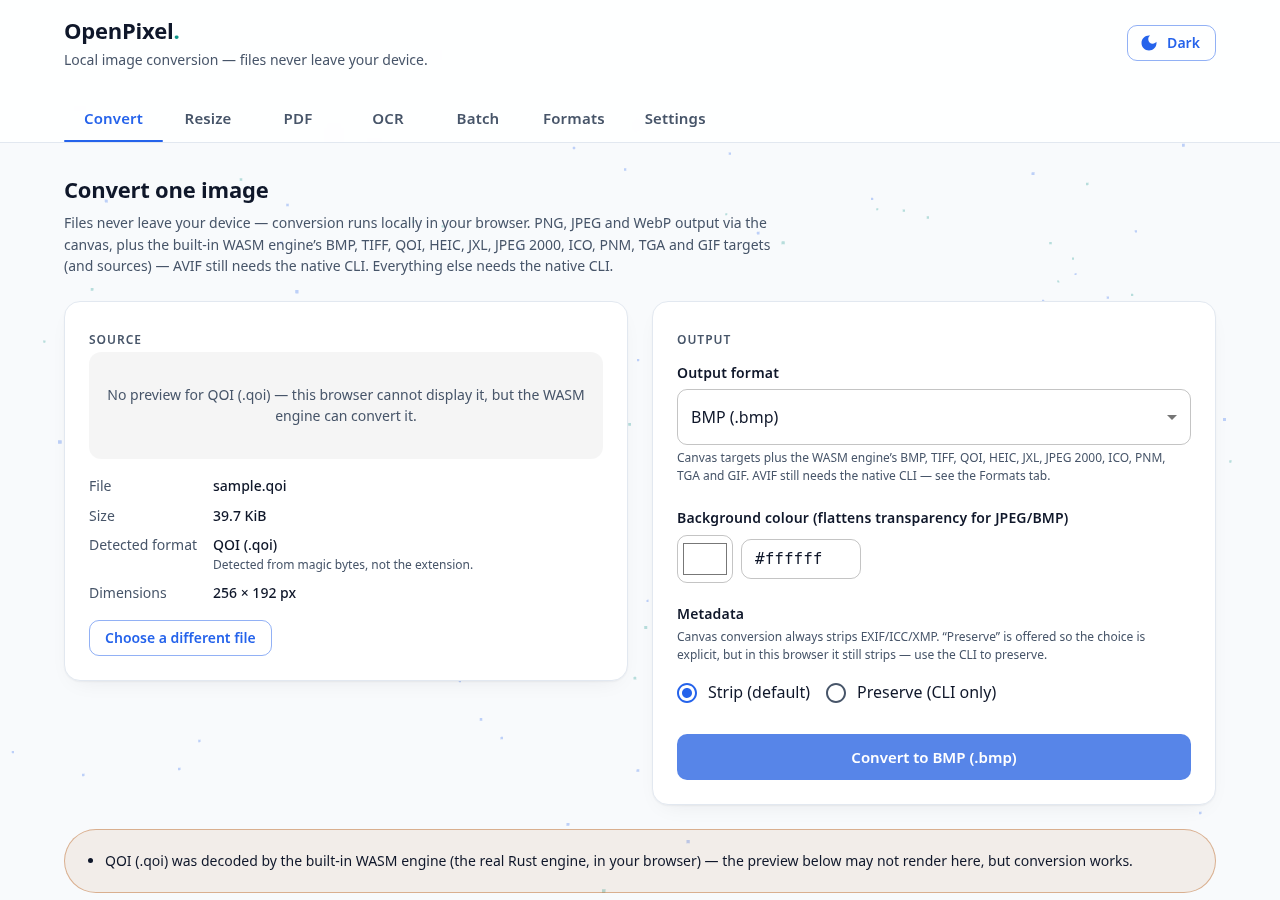 OpenPixel.
Local image conversion — files never leave your device.
Dark
Convert
Resize
PDF
OCR
Batch
Formats
Settings
Convert one image
Files never leave your device — conversion runs locally in your browser. PNG, JPEG and WebP output via the
canvas, plus the built-in WASM engine’s BMP, TIFF, QOI, HEIC, JXL, JPEG 2000, ICO, PNM, TGA and GIF targets
(and sources) — AVIF still needs the native CLI. Everything else needs the native CLI.
SOURCE
No preview for QOI (.qoi) — this browser cannot display it, but the WASM
engine can convert it.
File sample.qoi
Size 39.7 KiB
Detected format QOI (.qoi)
Detected from magic bytes, not the extension.
Dimensions 256 × 192 px
Choose a different file
OUTPUT
Output format
BMP (.bmp)
Canvas targets plus the WASM engine’s BMP, TIFF, QOI, HEIC, JXL, JPEG 2000, ICO, PNM,
TGA and GIF. AVIF still needs the native CLI — see the Formats tab.
Background colour (flattens transparency for JPEG/BMP)
#ffffff
Metadata
Canvas conversion always strips EXIF/ICC/XMP. “Preserve” is offered so the choice is
explicit, but in this browser it still strips — use the CLI to preserve.
Strip (default) Preserve (CLI only)
Convert to BMP (.bmp)
• QOI (.qoi) was decoded by the built-in WASM engine (the real Rust engine, in your browser) — the preview below may not render here, but conversion works.